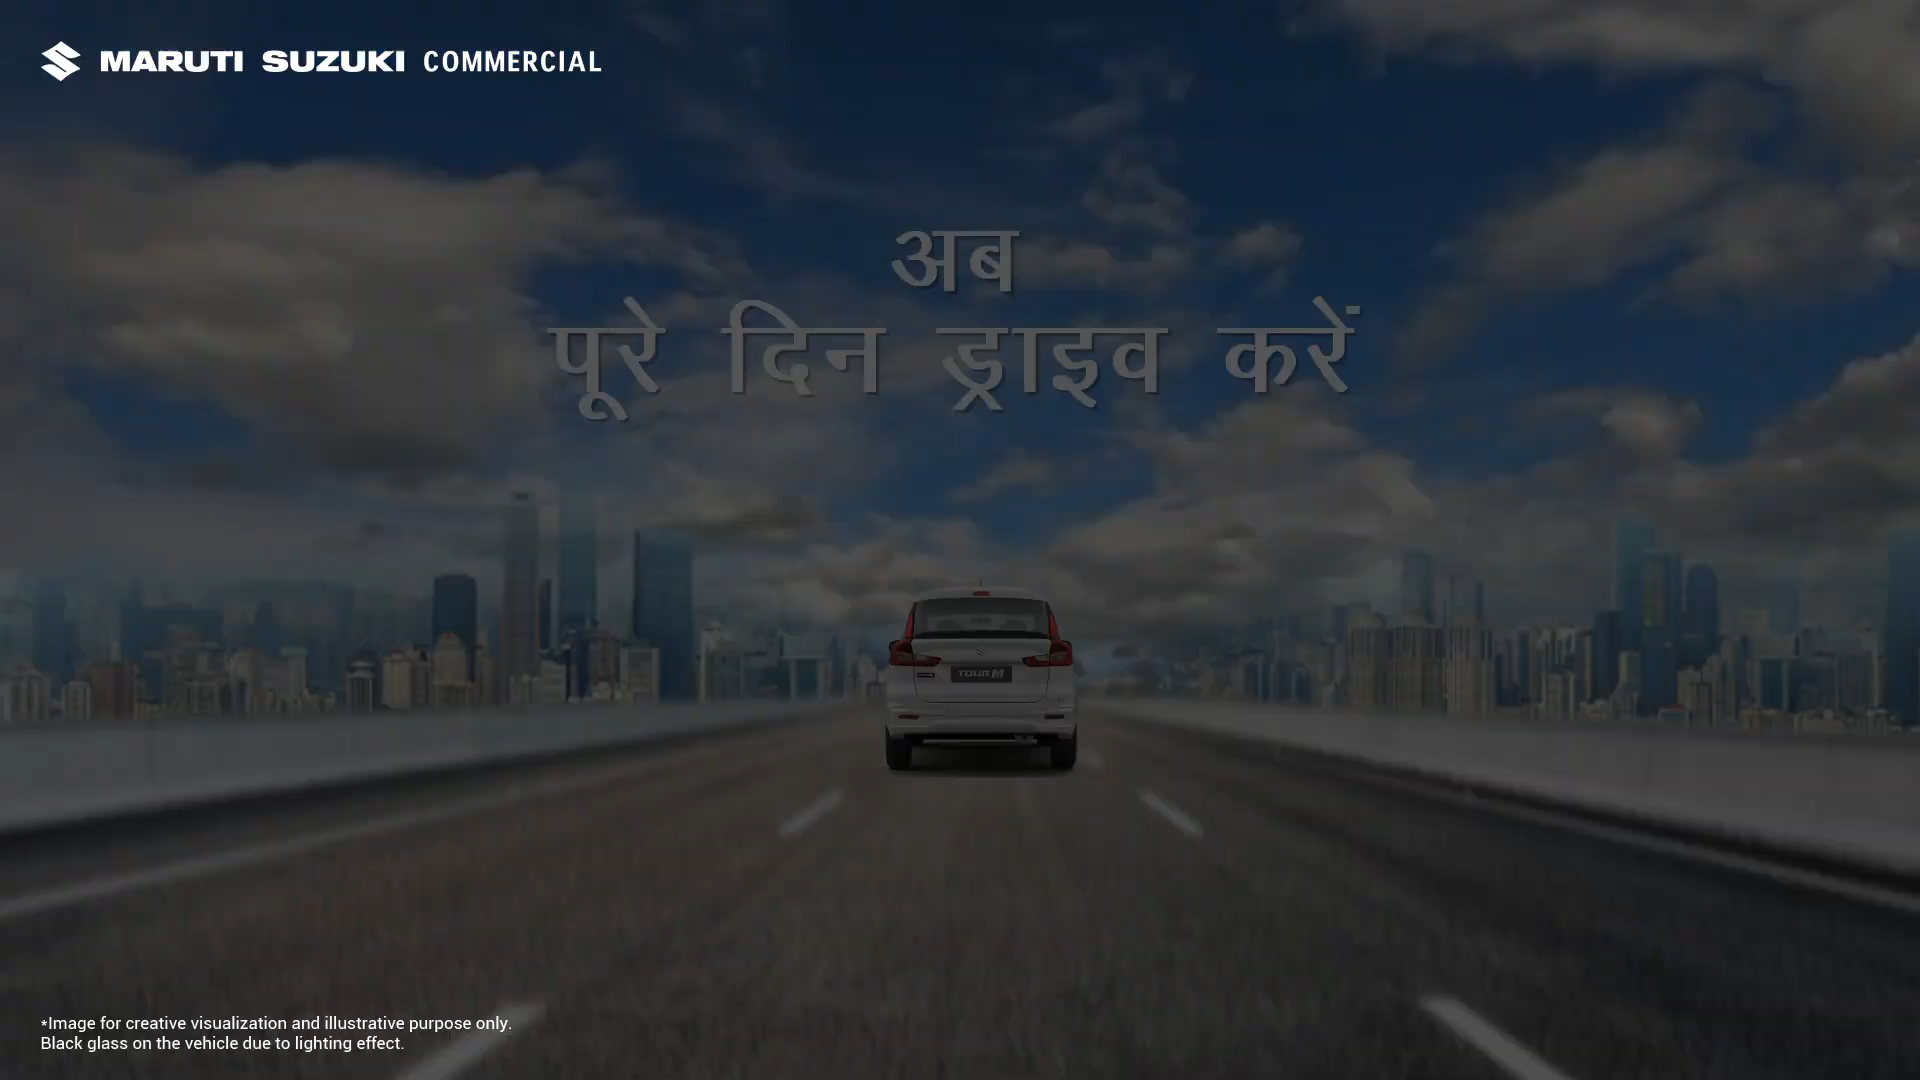 MARUTI SUZUKI COMMERCIAL
अब
पूरे दिन ड्राइव करें
TOUR M
*Image for creative visualization and illustrative purpose only.
Black glass on the vehicle due to lighting effect.